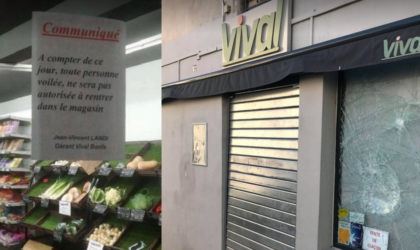 Communiqué
A compter de ce
jour, toute personne
voilée, ne sera pas
autorisée à rentrer
dans le magasin
Jean-Vincent LANDI
Gérant Vival Bastia
Vival
Vival